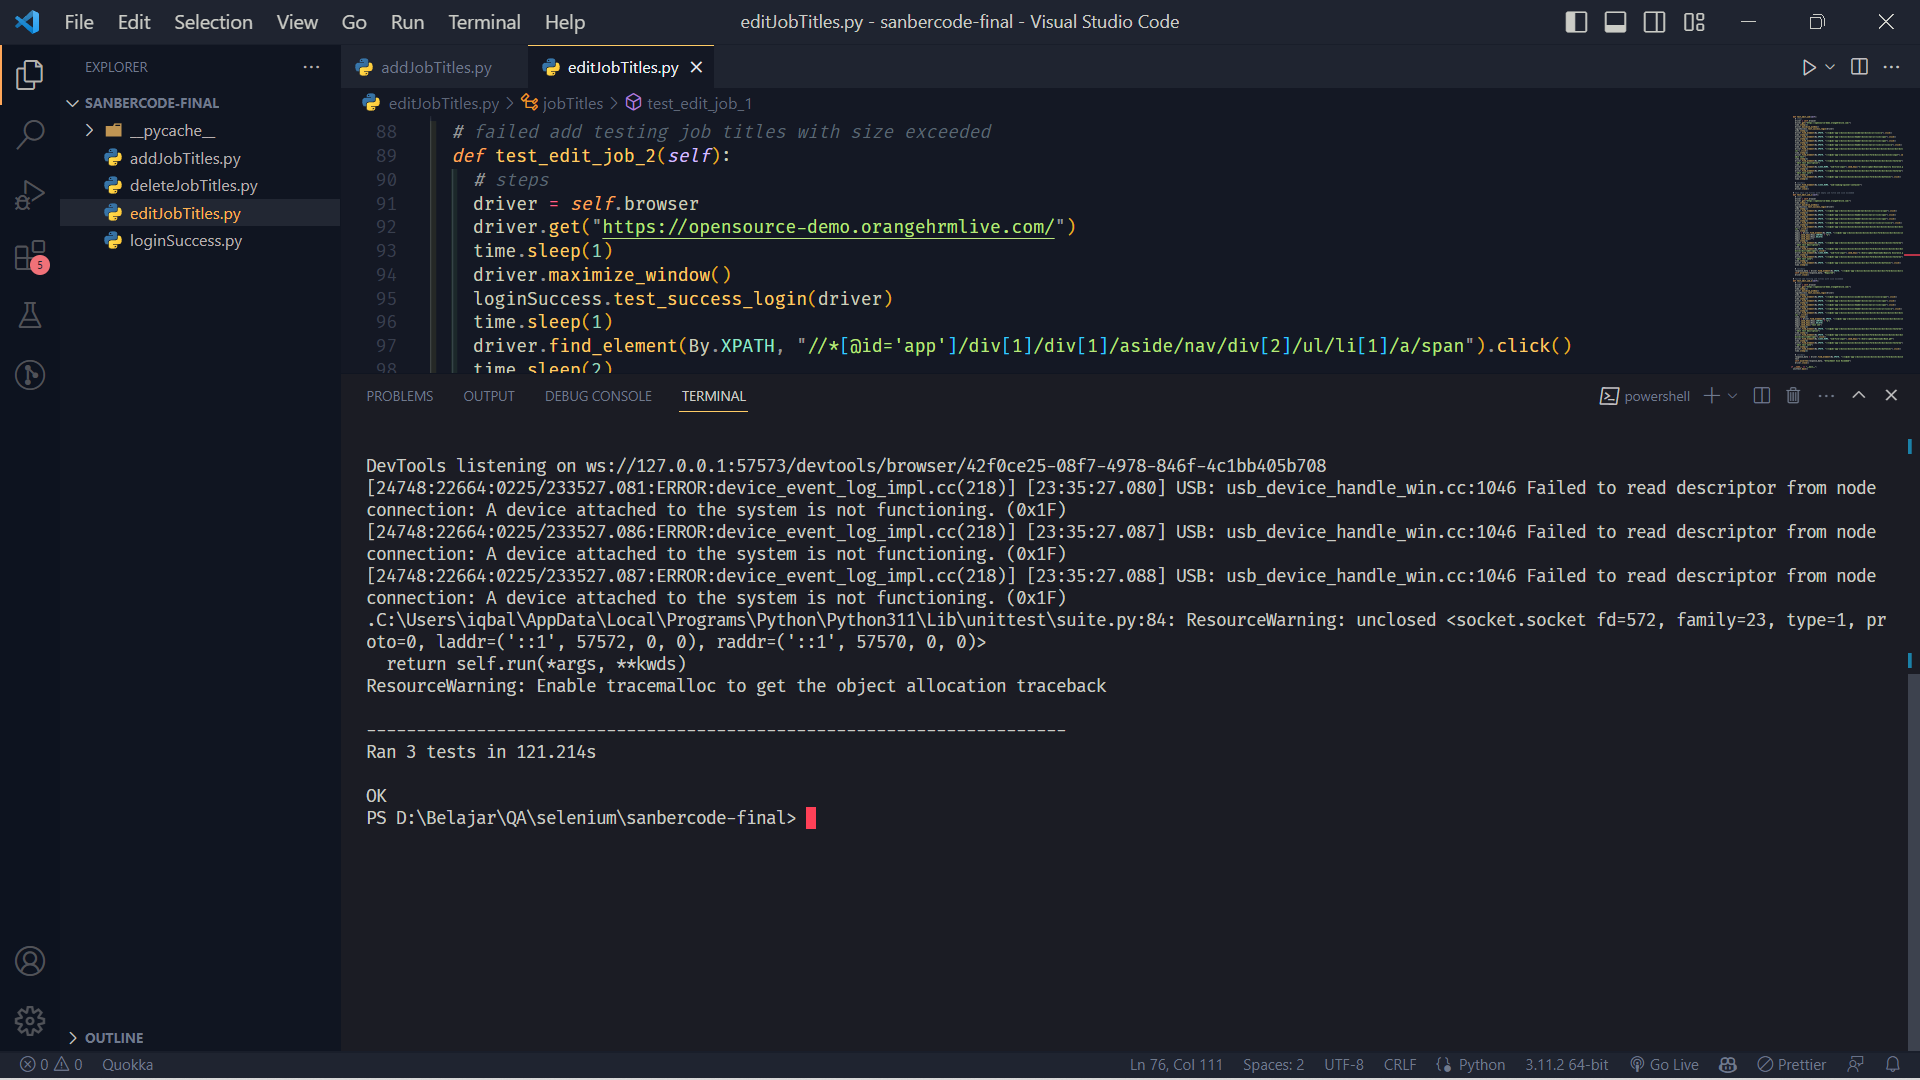 File Edit Selection View Go Run Terminal Help
editJobTitles.py - sanbercode-final - Visual Studio Code
EXPLORER
SANBERCODE-FINAL
__pycache__
addJobTitles.py
deleteJobTitles.py
editJobTitles.py
loginSuccess.py
5
OUTLINE
addJobTitles.py
editJobTitles.py
editJobTitles.py > jobTitles > test_edit_job_1
88 # failed add testing job titles with size exceeded
89 def test_edit_job_2(self):
90 # steps
91 driver = self.browser
92 driver.get("https://opensource-demo.orangehrmlive.com/")
93 time.sleep(1)
94 driver.maximize_window()
95 loginSuccess.test_success_login(driver)
96 time.sleep(1)
97 driver.find_element(By.XPATH, "//*[@id='app']/div[1]/div[1]/aside/nav/div[2]/ul/li[1]/a/span").click()
98 time.sleep(2)
PROBLEMS OUTPUT DEBUG CONSOLE TERMINAL
powershell
DevTools listening on ws://127.0.0.1:57573/devtools/browser/42f0ce25-08f7-4978-846f-4c1bb405b708
[24748:22664:0225/233527.081:ERROR:device_event_log_impl.cc(218)] [23:35:27.080] USB: usb_device_handle_win.cc:1046 Failed to read descriptor from node
connection: A device attached to the system is not functioning. (0x1F)
[24748:22664:0225/233527.086:ERROR:device_event_log_impl.cc(218)] [23:35:27.087] USB: usb_device_handle_win.cc:1046 Failed to read descriptor from node
connection: A device attached to the system is not functioning. (0x1F)
[24748:22664:0225/233527.087:ERROR:device_event_log_impl.cc(218)] [23:35:27.088] USB: usb_device_handle_win.cc:1046 Failed to read descriptor from node
connection: A device attached to the system is not functioning. (0x1F)
.C:\Users\iqbal\AppData\Local\Programs\Python\Python311\Lib\unittest\suite.py:84: ResourceWarning: unclosed <socket.socket fd=572, family=23, type=1, pr
oto=0, laddr=('::1', 57572, 0, 0), raddr=('::1', 57570, 0, 0)>
return self.run(*args, **kwds)
ResourceWarning: Enable tracemalloc to get the object allocation traceback
----------------------------------------------------------------------
Ran 3 tests in 121.214s
OK
PS D:\Belajar\QA\selenium\sanbercode-final>
0 0 Quokka
Ln 76, Col 111 Spaces: 2 UTF-8 CRLF Python 3.11.2 64-bit Go Live Prettier